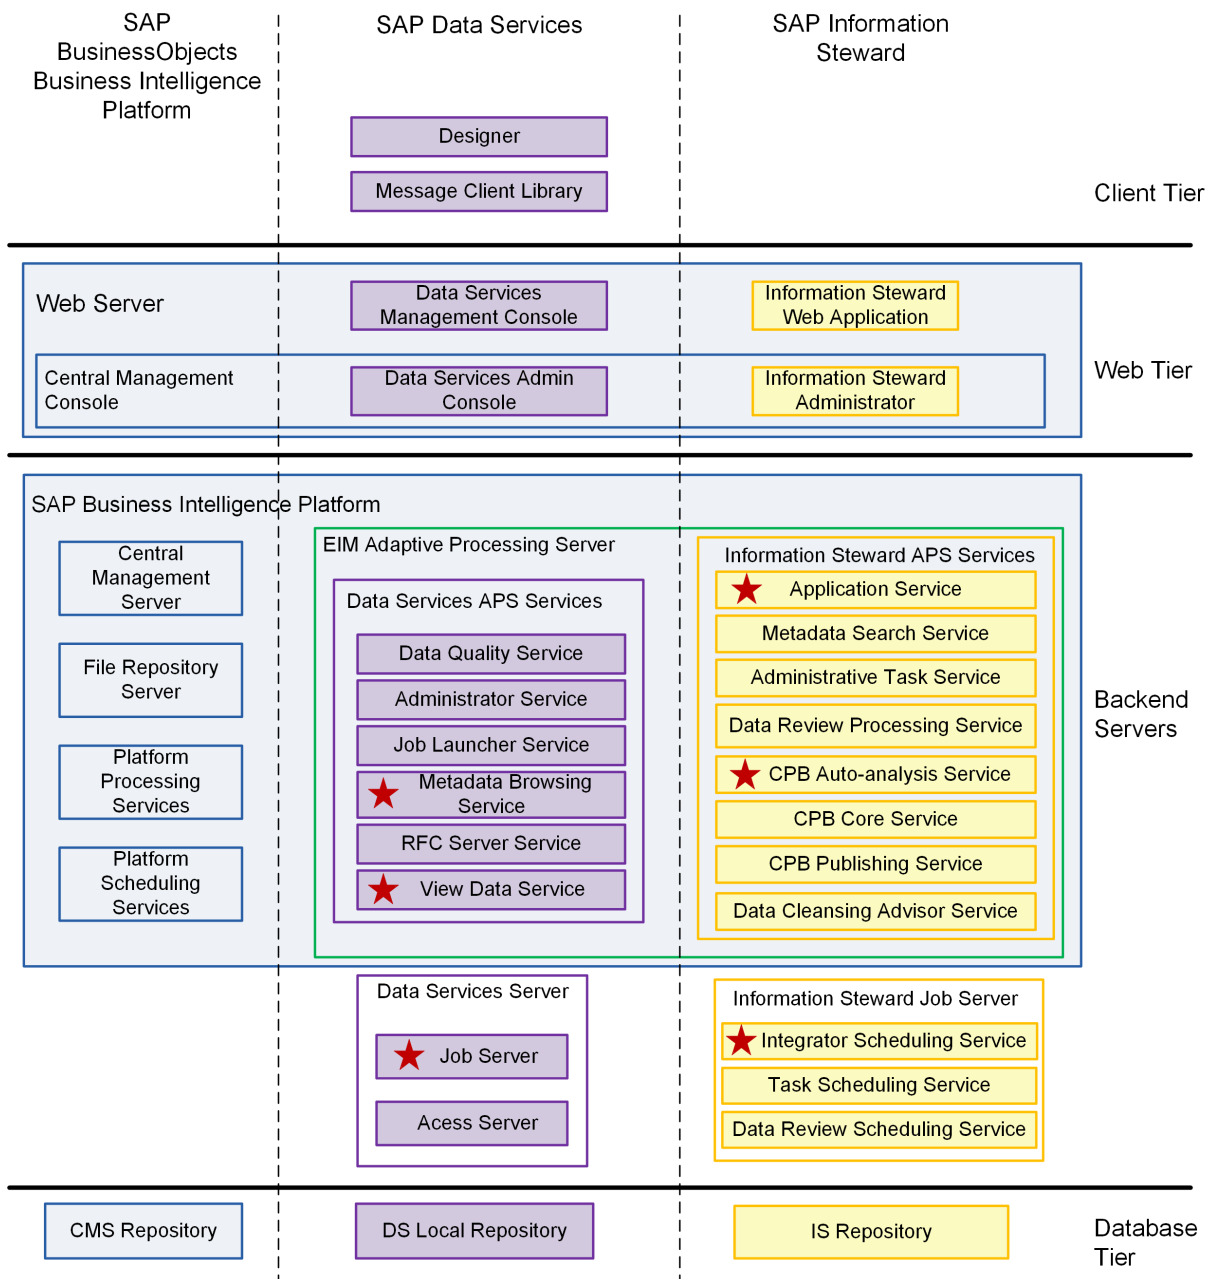 SAP
BusinessObjects
Business Intelligence
Platform
SAP Data Services
SAP Information
Steward
Designer
Message Client Library
Client Tier
Web Server
Data Services
Management Console
Information Steward
Web Application
Central Management
Console
Data Services Admin
Console
Information Steward
Administrator
Web Tier
SAP Business Intelligence Platform
Central
Management
Server
File Repository
Server
Platform
Processing
Services
Platform
Scheduling
Services
EIM Adaptive Processing Server
Data Services APS Services
Data Quality Service
Administrator Service
Job Launcher Service
Metadata Browsing
Service
RFC Server Service
View Data Service
Information Steward APS Services
Application Service
Metadata Search Service
Administrative Task Service
Data Review Processing Service
CPB Auto-analysis Service
CPB Core Service
CPB Publishing Service
Data Cleansing Advisor Service
Backend
Servers
Data Services Server
Job Server
Acess Server
Information Steward Job Server
Integrator Scheduling Service
Task Scheduling Service
Data Review Scheduling Service
CMS Repository
DS Local Repository
IS Repository
Database
Tier